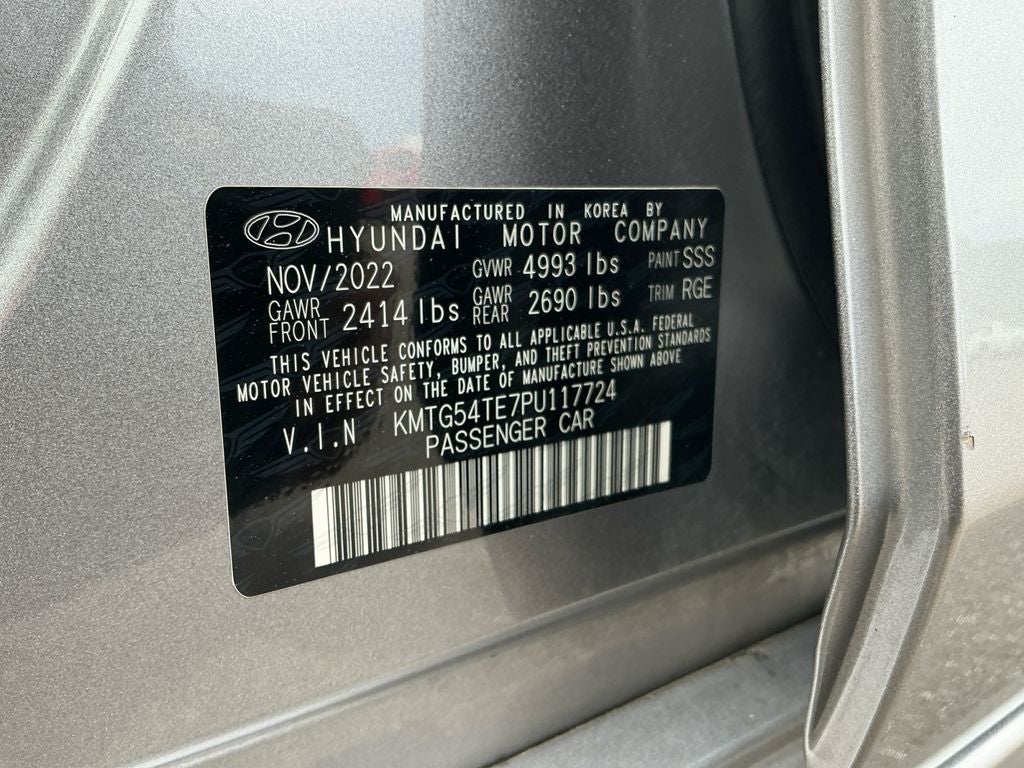 MANUFACTURED IN KOREA BY
HYUNDAI MOTOR COMPANY
NOV/2022 GVWR 4993 lbs PAINT SSS
GAWR FRONT 2414 lbs GAWR REAR 2690 lbs TRIM RGE
THIS VEHICLE CONFORMS TO ALL APPLICABLE U.S.A. FEDERAL
MOTOR VEHICLE SAFETY, BUMPER, AND THEFT PREVENTION STANDARDS
IN EFFECT ON THE DATE OF MANUFACTURE SHOWN ABOVE
V.I.N KMTG54TE7PU117724
PASSENGER CAR